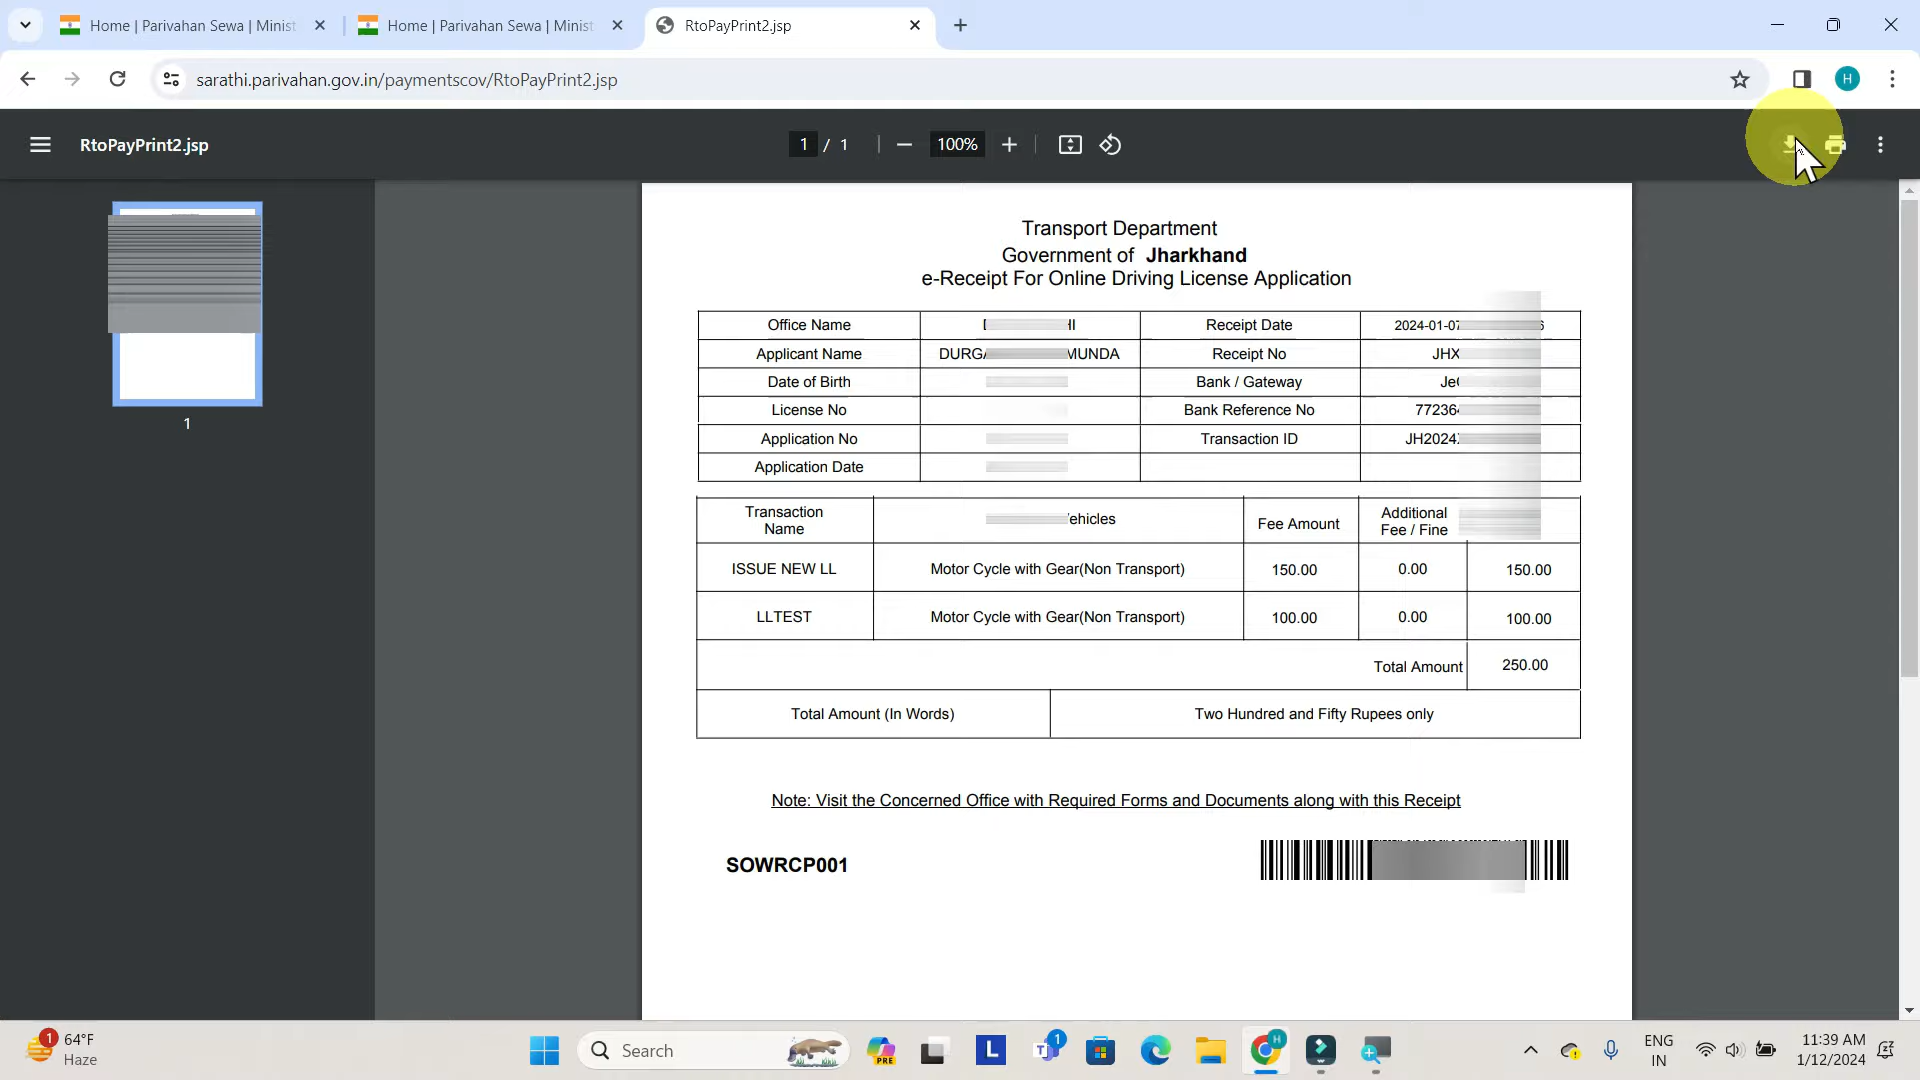 Home | Parivahan Sewa | Minist
Home | Parivahan Sewa | Minist
RtoPayPrint2.jsp
sarathi.parivahan.gov.in/paymentscov/RtoPayPrint2.jsp
H
RtoPayPrint2.jsp
1 / 1
100%
1
Transport Department
Government of Jharkhand
e-Receipt For Online Driving License Application
Office Name HI Receipt Date 2024-01-07 6
Applicant Name DURGA MUNDA Receipt No JHX
Date of Birth Bank / Gateway Je
License No Bank Reference No 77236
Application No Transaction ID JH2024
Application Date
Transaction Name ehicles Fee Amount Additional Fee / Fine
ISSUE NEW LL Motor Cycle with Gear(Non Transport) 150.00 0.00 150.00
LLTEST Motor Cycle with Gear(Non Transport) 100.00 0.00 100.00
Total Amount 250.00
Total Amount (In Words) Two Hundred and Fifty Rupees only
Note: Visit the Concerned Office with Required Forms and Documents along with this Receipt
SOWRCP001
1
64°F
Haze
Search
PRE
L
T
1
H
ENG
IN
11:39 AM
1/12/2024